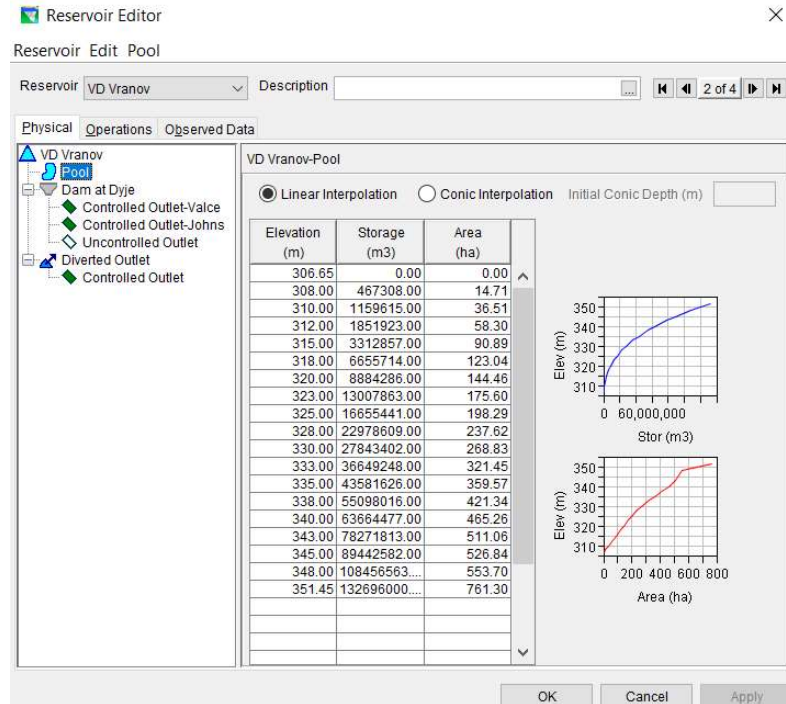 Reservoir Editor
Reservoir Edit Pool
Reservoir VD Vranov Description ... 2 of 4
Physical Operations Observed Data
VD Vranov
Pool
Dam at Dyje
Controlled Outlet-Valce
Controlled Outlet-Johns
Uncontrolled Outlet
Diverted Outlet
Controlled Outlet
VD Vranov-Pool
Linear Interpolation Conic Interpolation Initial Conic Depth (m)
Elevation (m) Storage (m3) Area (ha)
306.65 0.00 0.00
308.00 467308.00 14.71
310.00 1159615.00 36.51
312.00 1851923.00 58.30
315.00 3312857.00 90.89
318.00 6655714.00 123.04
320.00 8884286.00 144.46
323.00 13007863.00 175.60
325.00 16655441.00 198.29
328.00 22978609.00 237.62
330.00 27843402.00 268.83
333.00 36649248.00 321.45
335.00 43581626.00 359.57
338.00 55098016.00 421.34
340.00 63664477.00 465.26
343.00 78271813.00 511.06
345.00 89442582.00 526.84
348.00 108456563.... 553.70
351.45 132696000.... 761.30
Elev (m)
350
340
330
320
310
0 60,000,000
Stor (m3)
Elev (m)
350
340
330
320
310
0 200 400 600 800
Area (ha)
OK Cancel Apply